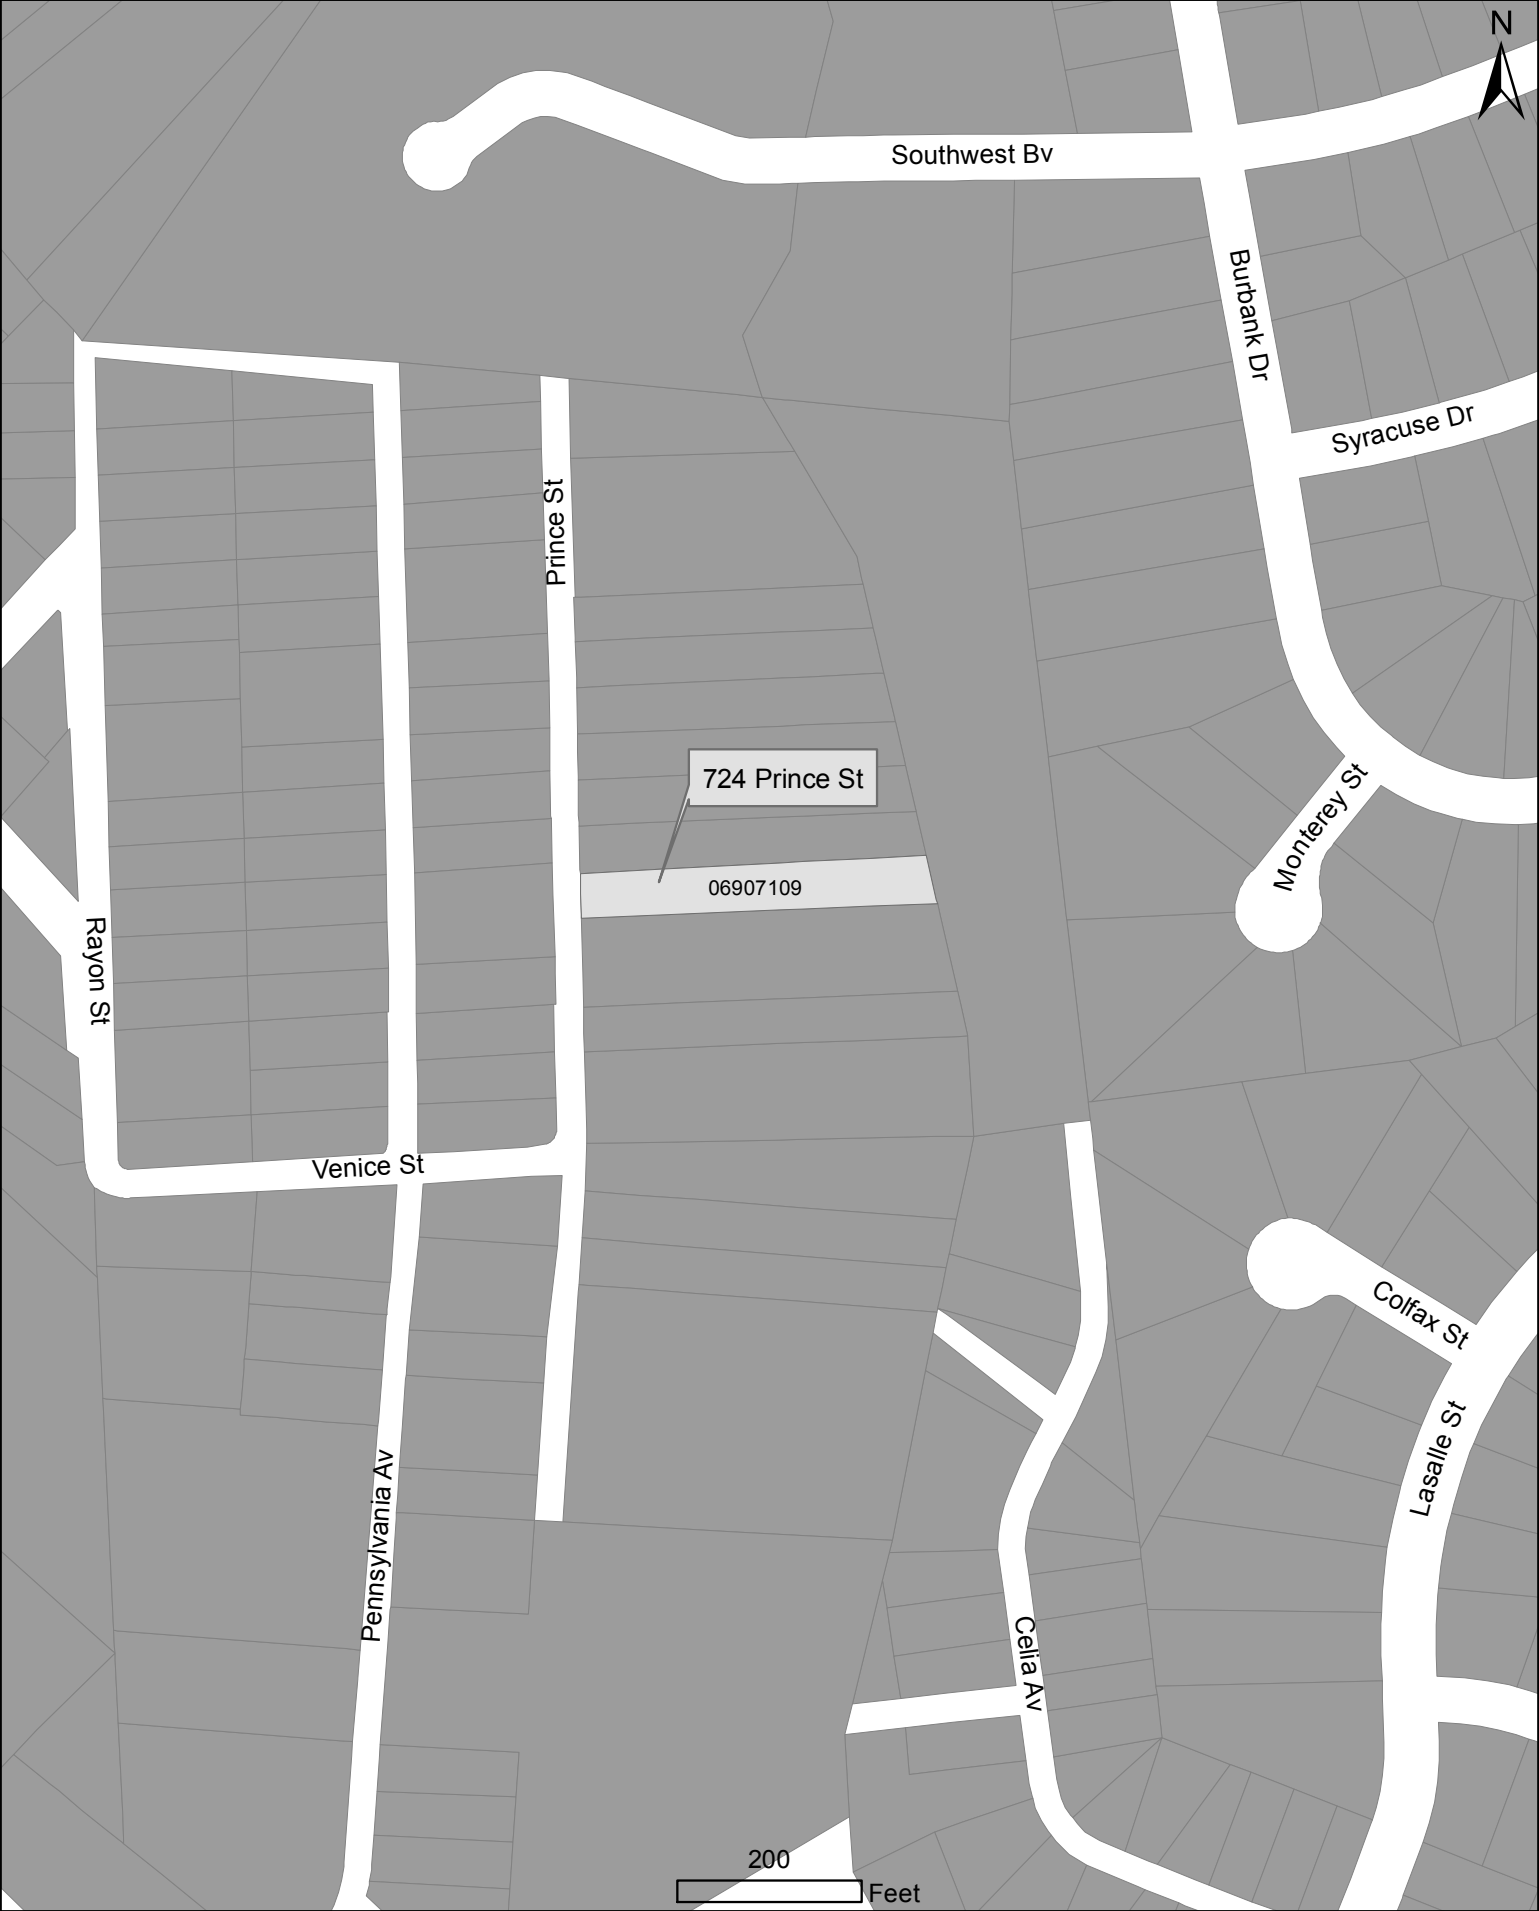 N
Southwest Bv
Burbank Dr
Syracuse Dr
Prince St
724 Prince St
Monterey St
06907109
Rayon St
Venice St
Colfax St
Lasalle St
Pennsylvania Av
Celia Av
200
Feet